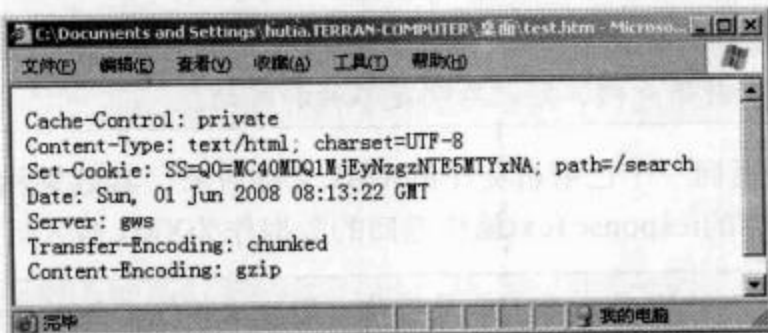 C:\Documents and Settings\hutia.TERRAN-COMPUTER\桌面\test.htm - Microso...
文件(F) 编辑(E) 查看(V) 收藏(A) 工具(T) 帮助(H)
Cache-Control: private
Content-Type: text/html; charset=UTF-8
Set-Cookie: SS=Q0=MC40MDQ1MjEyNzgzNTE5MTYxNA; path=/search
Date: Sun, 01 Jun 2008 08:13:22 GMT
Server: gws
Transfer-Encoding: chunked
Content-Encoding: gzip
完毕 我的电脑